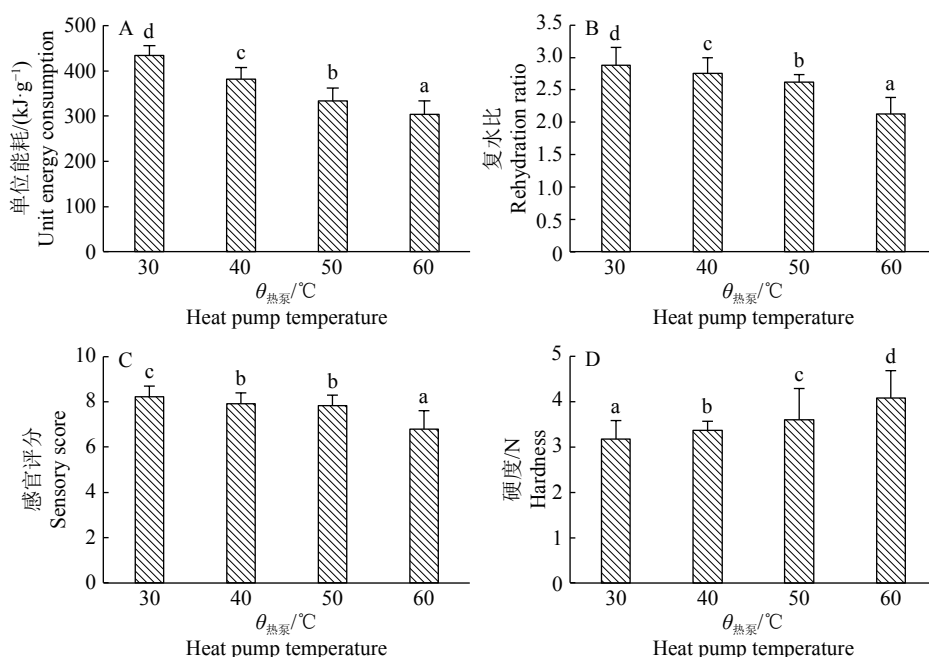 A
500
400
300
200
100
0
d
c
b
a
30 40 50 60
单位能耗/(kJ·g⁻¹)
Unit energy consumption
θ热泵/℃
Heat pump temperature
B
3.5
3.0
2.5
2.0
1.5
1.0
0.5
0
d
c
b
a
30 40 50 60
复水比
Rehydration ratio
θ热泵/℃
Heat pump temperature
C
10
8
6
4
2
0
c
b
b
a
30 40 50 60
感官评分
Sensory score
θ热泵/℃
Heat pump temperature
D
5
4
3
2
1
0
a
b
c
d
30 40 50 60
硬度/N
Hardness
θ热泵/℃
Heat pump temperature